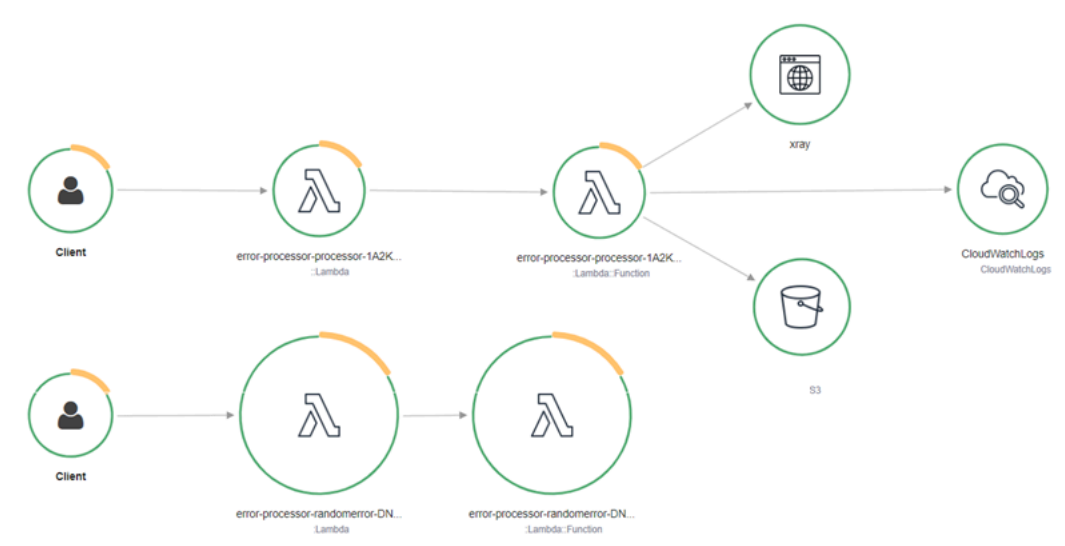 xray
Client
error-processor-processor-1A2K...
::Lambda
error-processor-processor-1A2K...
:Lambda::Function
CloudWatchLogs
CloudWatchLogs
S3
Client
error-processor-randomerror-DN...
:Lambda
error-processor-randomerror-DN...
::Lambda::Function